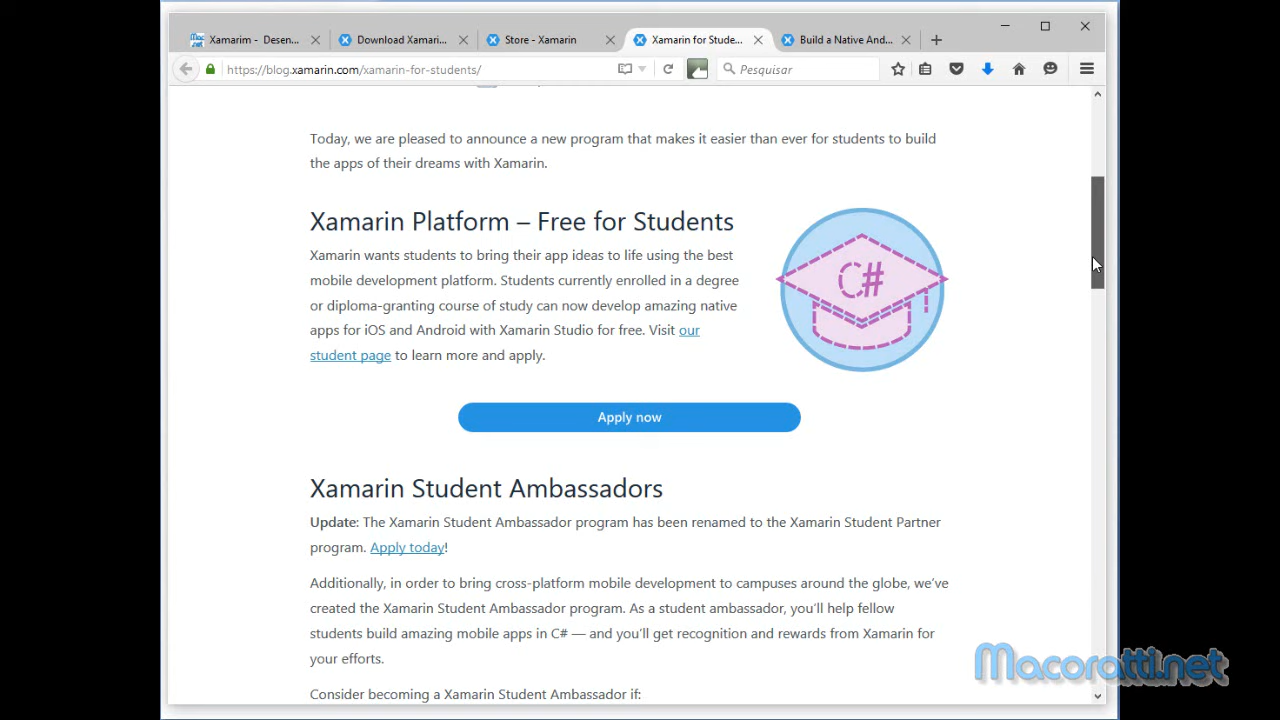 Mac
.net
Xamarim - Desen...
Download Xamari...
Store - Xamarin
Xamarin for Stude...
Build a Native And...
https://blog.xamarin.com/xamarin-for-students/
Pesquisar
Today, we are pleased to announce a new program that makes it easier than ever for students to build
the apps of their dreams with Xamarin.
Xamarin Platform – Free for Students
Xamarin wants students to bring their app ideas to life using the best
mobile development platform. Students currently enrolled in a degree
or diploma-granting course of study can now develop amazing native
apps for iOS and Android with Xamarin Studio for free. Visit our
student page to learn more and apply.
C#
Apply now
Xamarin Student Ambassadors
Update: The Xamarin Student Ambassador program has been renamed to the Xamarin Student Partner
program. Apply today!
Additionally, in order to bring cross-platform mobile development to campuses around the globe, we've
created the Xamarin Student Ambassador program. As a student ambassador, you'll help fellow
students build amazing mobile apps in C# — and you'll get recognition and rewards from Xamarin for
your efforts.
Consider becoming a Xamarin Student Ambassador if:
Macoratti.net